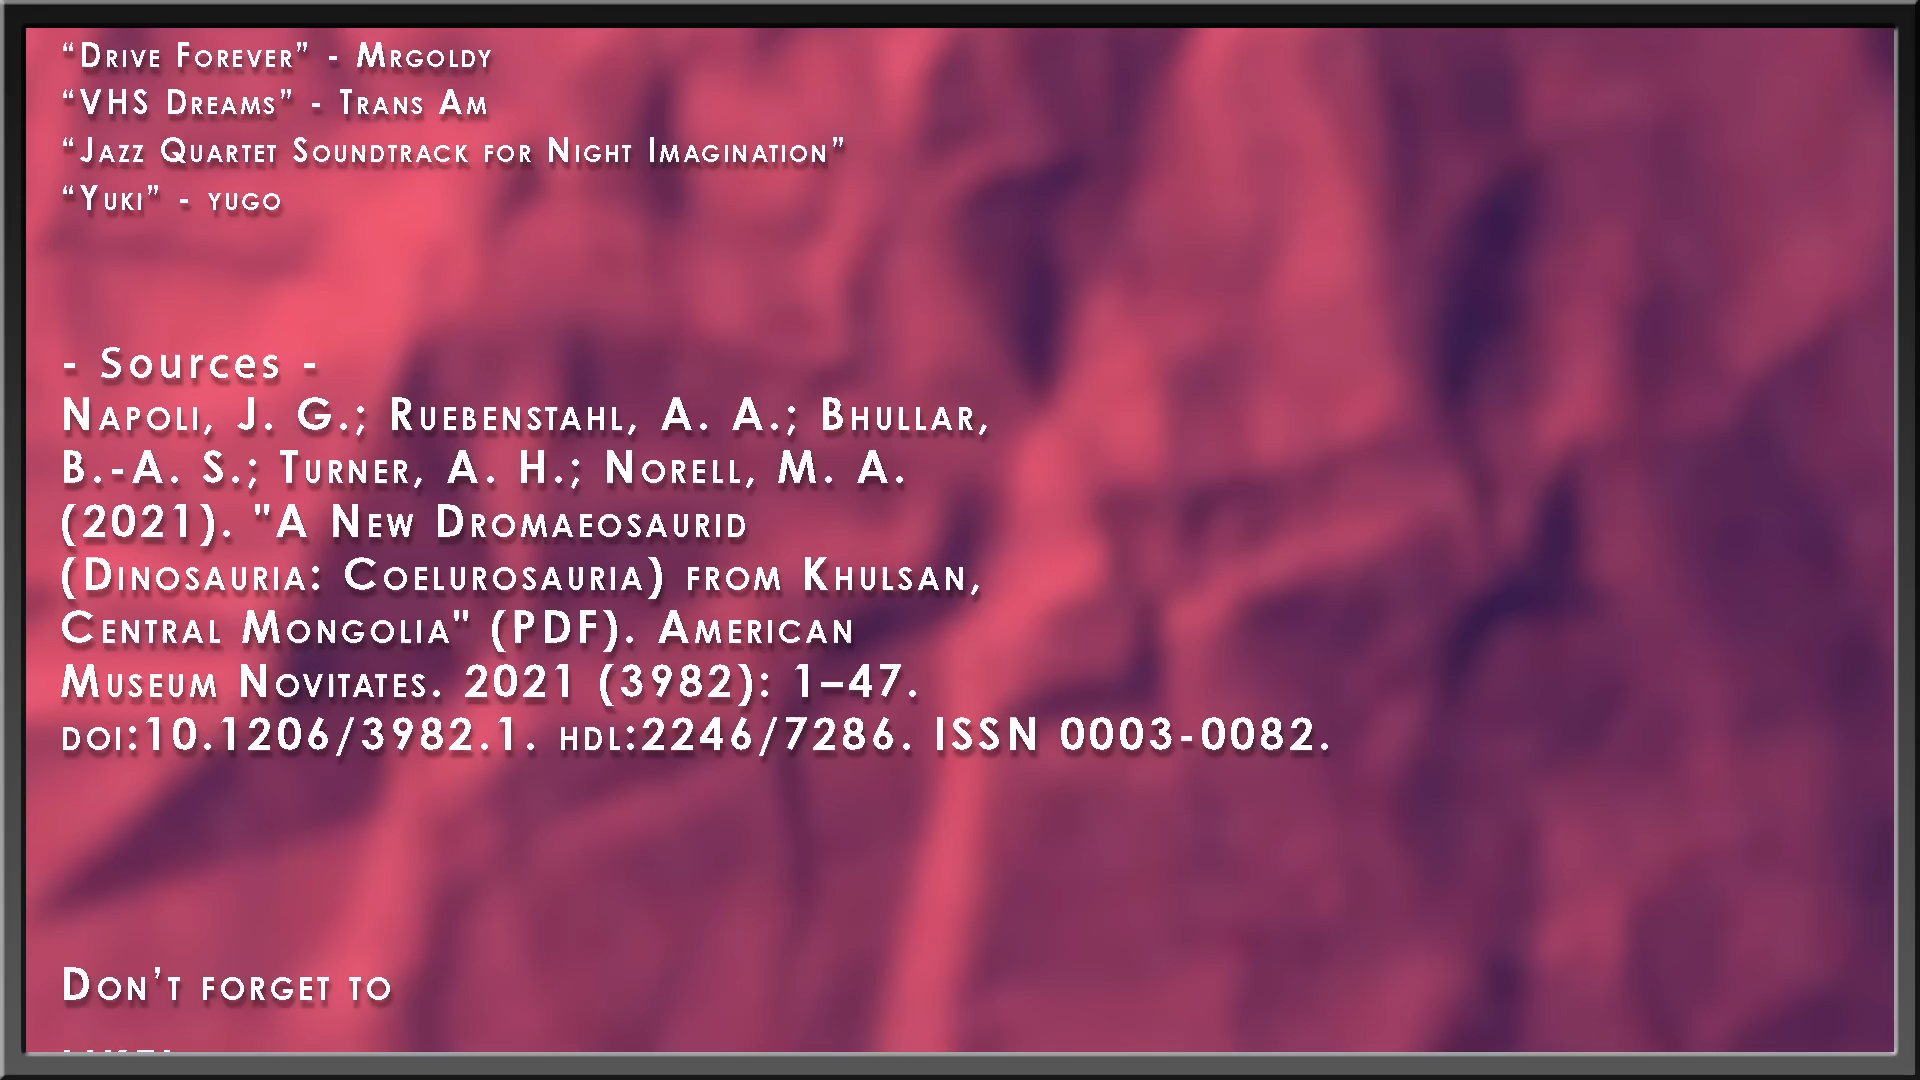 “Drive Forever” - Mrgoldy
“VHS Dreams” - Trans Am
“Jazz Quartet Soundtrack for Night Imagination”
“Yuki” - yugo
- Sources -
Napoli, J. G.; Ruebenstahl, A. A.; Bhullar,
B.-A. S.; Turner, A. H.; Norell, M. A.
(2021). "A New Dromaeosaurid
(Dinosauria: Coelurosauria) from Khulsan,
Central Mongolia" (PDF). American
Museum Novitates. 2021 (3982): 1–47.
doi:10.1206/3982.1. hdl:2246/7286. ISSN 0003-0082.
Don’t forget to